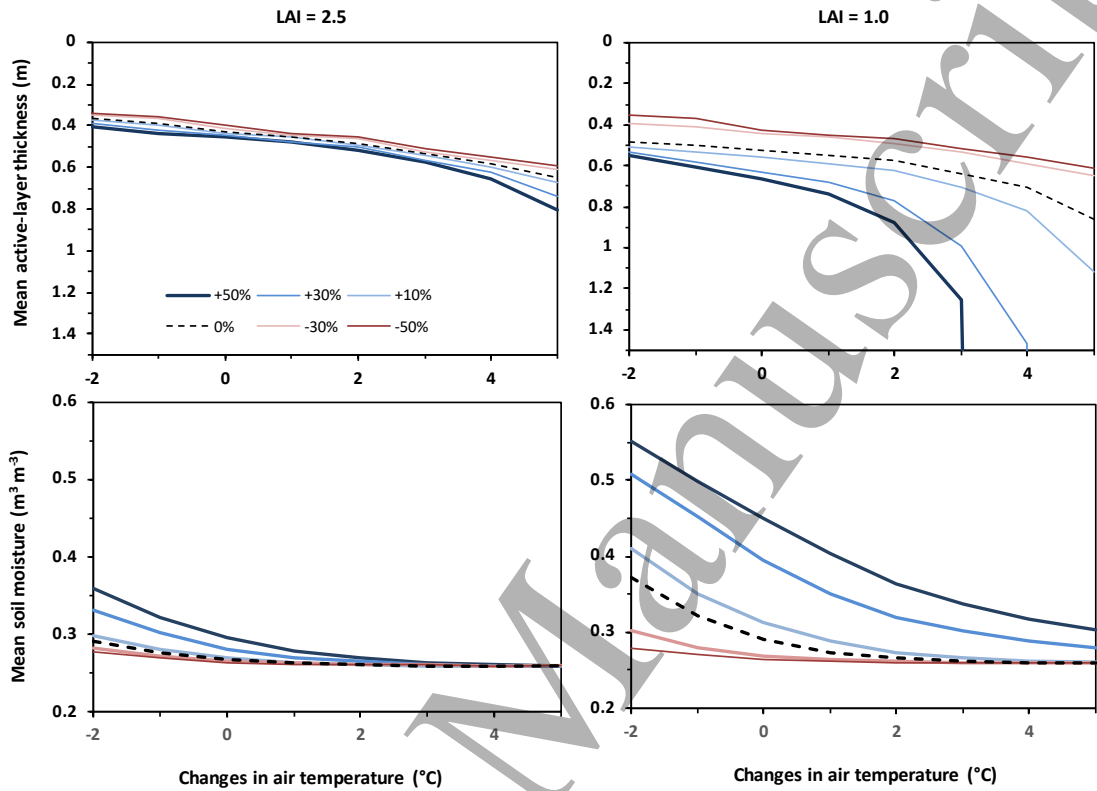 LAI = 2.5
LAI = 1.0
Mean active-layer thickness (m)
0
0.2
0.4
0.6
0.8
1
1.2
1.4
+50% +30% +10%
0% -30% -50%
-2 0 2 4
0
0.2
0.4
0.6
0.8
1
1.2
1.4
-2 0 2 4
Mean soil moisture (m³ m⁻³)
0.6
0.5
0.4
0.3
0.2
-2 0 2 4
Changes in air temperature (°C)
0.6
0.5
0.4
0.3
0.2
-2 0 2 4
Changes in air temperature (°C)
Manuscri